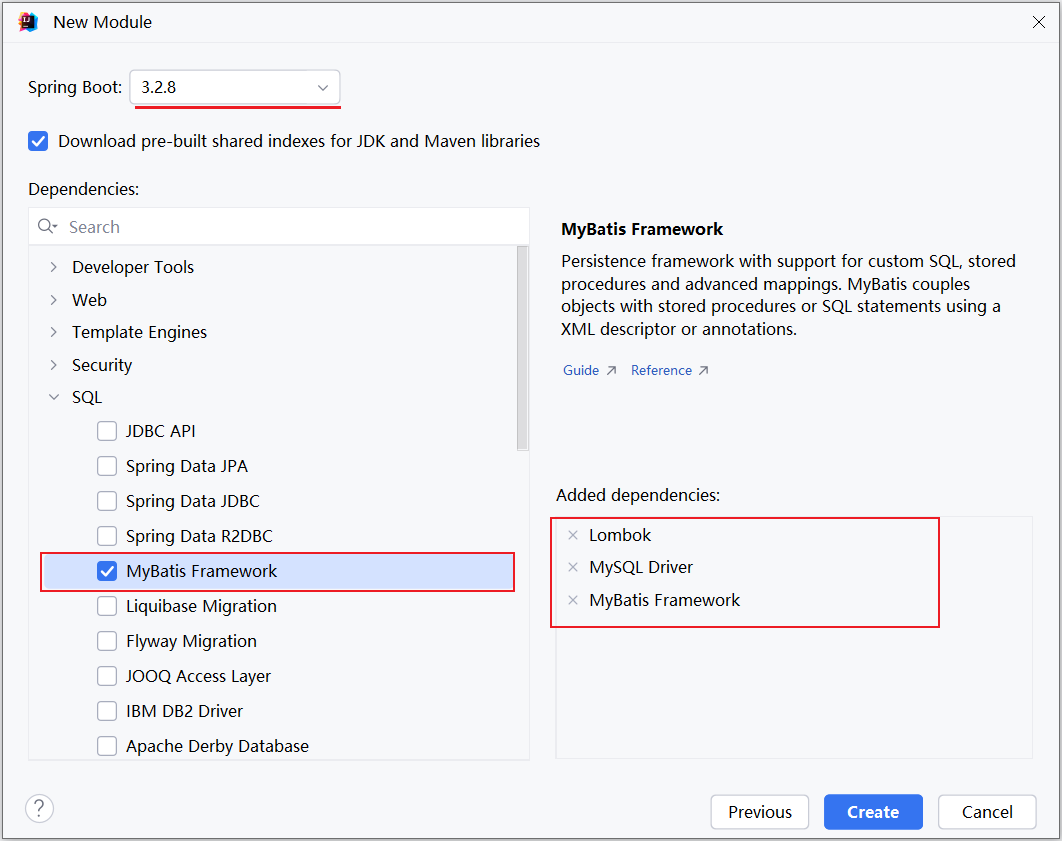 New Module
Spring Boot: 3.2.8
Download pre-built shared indexes for JDK and Maven libraries
Dependencies:
Search
Developer Tools
Web
Template Engines
Security
SQL
JDBC API
Spring Data JPA
Spring Data JDBC
Spring Data R2DBC
MyBatis Framework
Liquibase Migration
Flyway Migration
JOOQ Access Layer
IBM DB2 Driver
Apache Derby Database
MyBatis Framework
Persistence framework with support for custom SQL, stored
procedures and advanced mappings. MyBatis couples
objects with stored procedures or SQL statements using a
XML descriptor or annotations.
Guide ↗ Reference ↗
Added dependencies:
× Lombok
× MySQL Driver
× MyBatis Framework
?
Previous
Create
Cancel